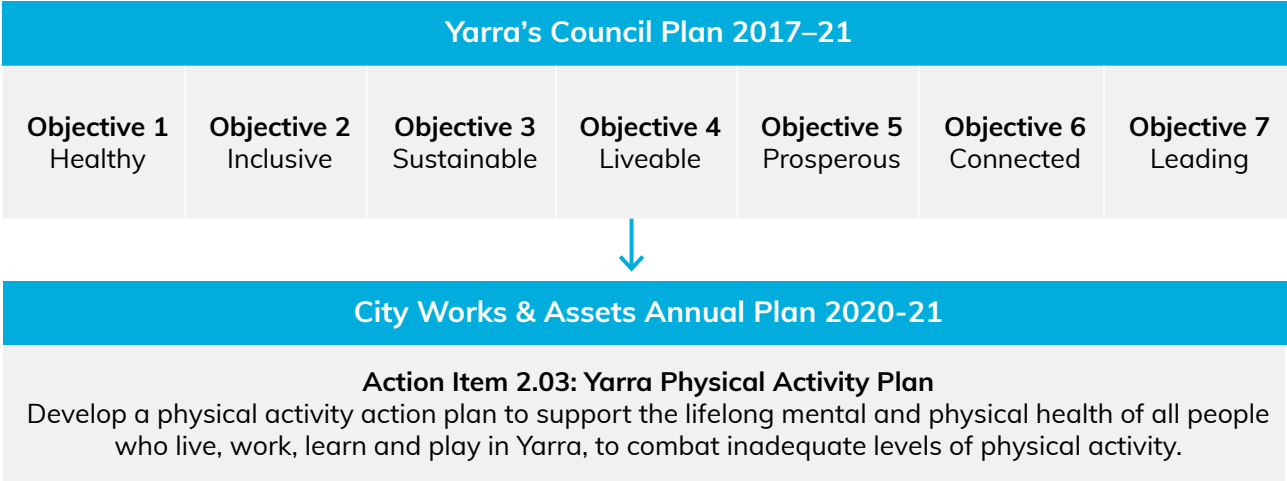 Yarra’s Council Plan 2017–21
Objective 1
Healthy
Objective 2
Inclusive
Objective 3
Sustainable
Objective 4
Liveable
Objective 5
Prosperous
Objective 6
Connected
Objective 7
Leading
City Works & Assets Annual Plan 2020-21
Action Item 2.03: Yarra Physical Activity Plan
Develop a physical activity action plan to support the lifelong mental and physical health of all people
who live, work, learn and play in Yarra, to combat inadequate levels of physical activity.